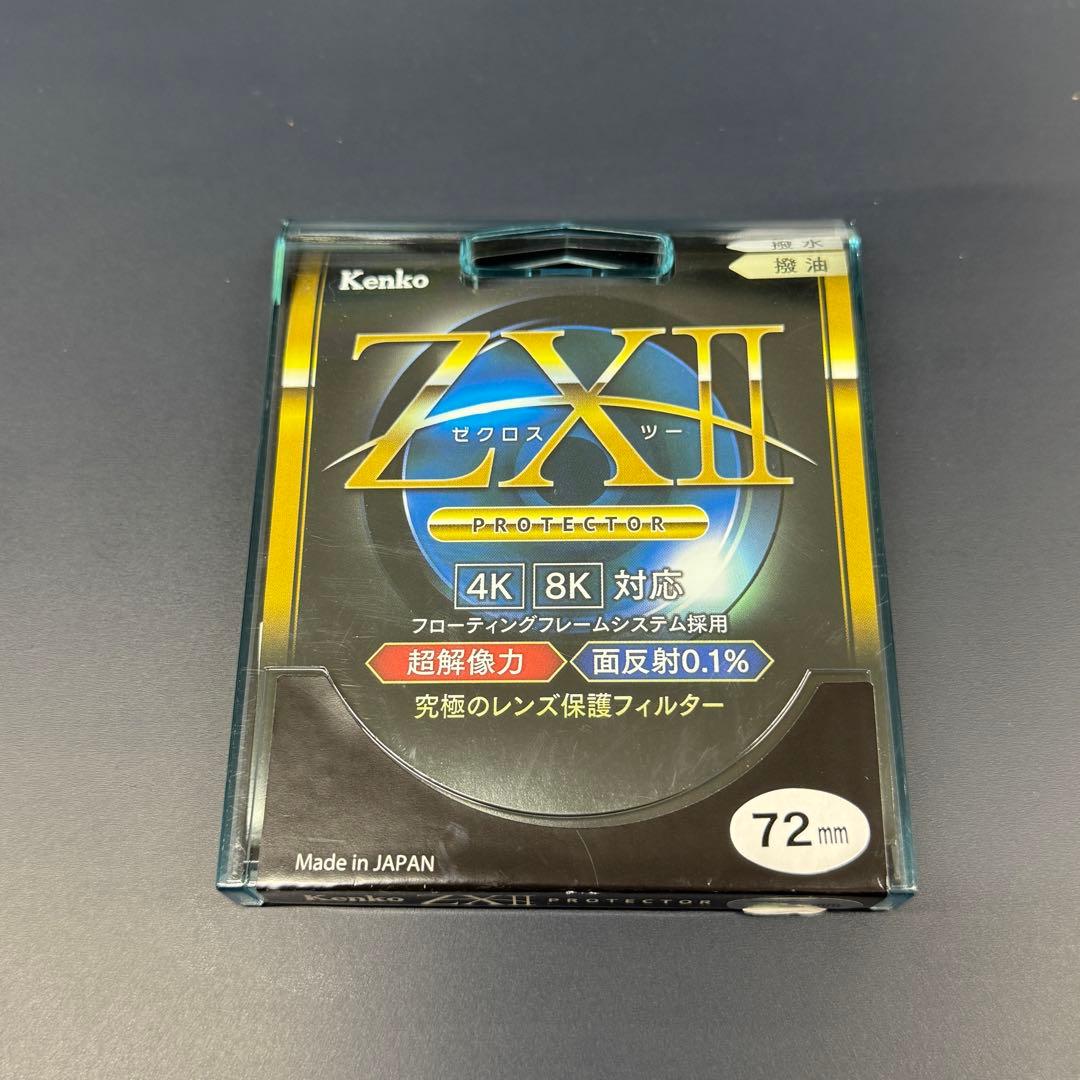 撥水
撥油
Kenko
ZXII
ゼクロス ツー
PROTECTOR
4K 8K 対応
フローティングフレームシステム採用
超解像力 面反射0.1%
究極のレンズ保護フィルター
72mm
Made in JAPAN
Kenko ZXII PROTECTOR